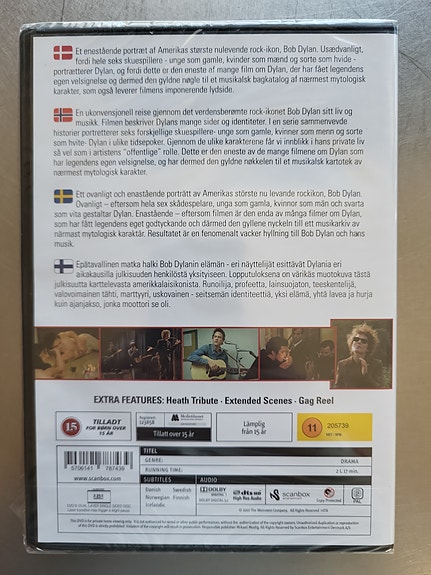 Et enestående portræt af Amerikas største nulevende rock-ikon, Bob Dylan. Usædvanligt,
fordi hele seks skuespillere - unge som gamle, kvinder som mænd og sorte som hvide -
portrætterer Dylan, og fordi dette er den eneste af mange film om Dylan, der har fået legendens
egen velsignelse og dermed den gyldne nøgle til et musikalsk bagkatalog af nærmest mytologisk
karakter, som også leverer filmens imponerende lydside.
En ukonvensjonell reise gjennom det verdensberømte rock-ikonet Bob Dylan sitt liv og
musikk. Filmen beskriver Dylans mange sider og identiteter. I en serie sammenvevede
historier portretterer seks forskjellige skuespillere- unge som gamle, kvinner som menn og sorte
som hvite- Dylan i ulike tidsepoker. Gjennom de ulike karakterene får vi innblikk i hans private liv
så vel som i artistens "offentlige" rolle. Dette er den eneste av de mange filmene om Dylan som
har legendens egen velsignelse, og har dermed den gyldne nøkkelen til et musikalsk kartotek av
nærmest mytologisk karakter.
Ett ovanligt och enastående porträtt av Amerikas största nu levande rockikon, Bob Dylan.
Ovanligt – eftersom hela sex skådespelare, unga som gamla, kvinnor som män och svarta
som vita gestaltar Dylan. Enastående – eftersom filmen är den enda av många filmer om Dylan,
som har fått legendens eget godtyckande och därmed den gyllene nyckeln till ett musikarkiv av
närmast mytologisk karaktär. Resultatet är en fenomenalt vacker hyllning till Bob Dylan och hans
musik.
Epätavallinen matka halki Bob Dylanin elämän - eri näyttelijät esittävät Dylania eri
aikakausilla julkisuuden henkilöstä yksityiseen. Lopputuloksena on värikäs muotokuva tästä
julkisuutta karttelevasta amerikkalaisikonista. Runoilija, profeetta, lainsuojaton, teeskentelijä,
valovoimainen tähti, marttyyri, uskovainen - seitsemän identiteettiä, yksi elämä, yhtä lavea ja hurja
kuin ajanjakso, jonka moottori se oli.
EXTRA FEATURES: Heath Tribute · Extended Scenes · Gag Reel
15 TILLADT FOR BØRN OVER 15 ÅR
Tillatt over 15 år
Lämplig från 15 år
11 205739
5706141 787439
www.scanbox.com
TITEL
GENRE: DRAMA
RUNNING TIME: 2 t. 17 min.
SUBTITLES AUDIO
Danish Swedish
Norwegian Finnish
Icelandic
DOLBY DIGITAL
dts
scanbox
Copy Protected
PAL